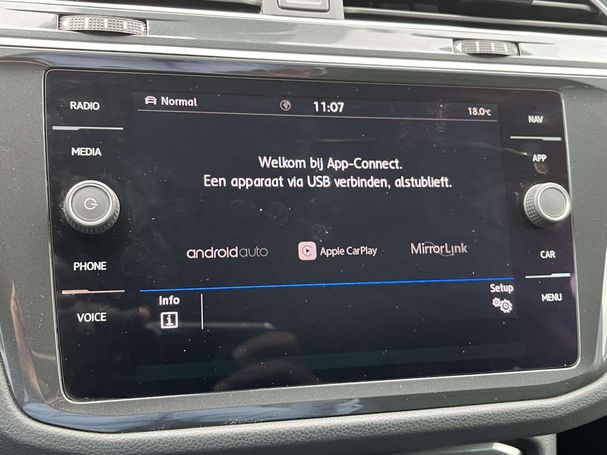 RADIO
MEDIA
PHONE
VOICE
Normal
11:07
18.0°C
Welkom bij App-Connect.
Een apparaat via USB verbinden, alstublieft.
androidauto
Apple CarPlay
MirrorLink
Info
Setup
NAV
APP
CAR
MENU